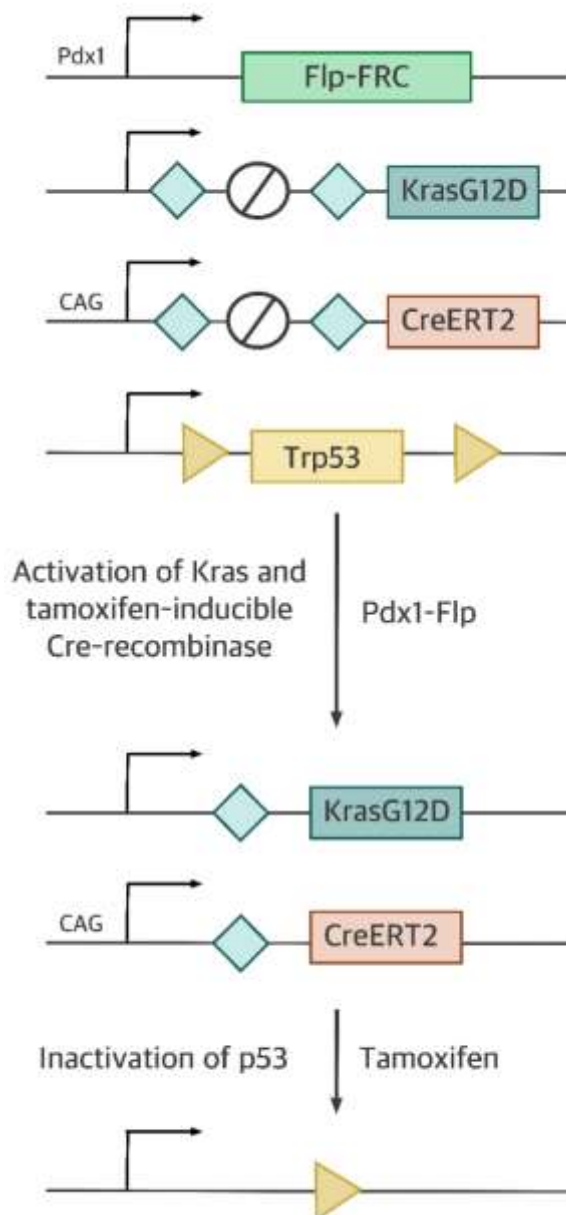 Pdx1
Flp-FRC
KrasG12D
CAG
CreERT2
Trp53
Activation of Kras and
tamoxifen-inducible
Cre-recombinase
Pdx1-Flp
KrasG12D
CAG
CreERT2
Inactivation of p53
Tamoxifen